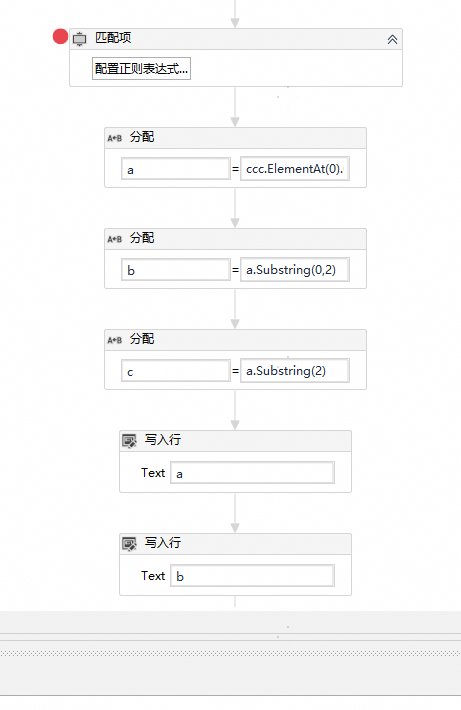 匹配项
配置正则表达式...
A*B 分配
a = ccc.ElementAt(0).
A*B 分配
b = a.Substring(0,2)
A*B 分配
c = a.Substring(2)
写入行
Text a
写入行
Text b